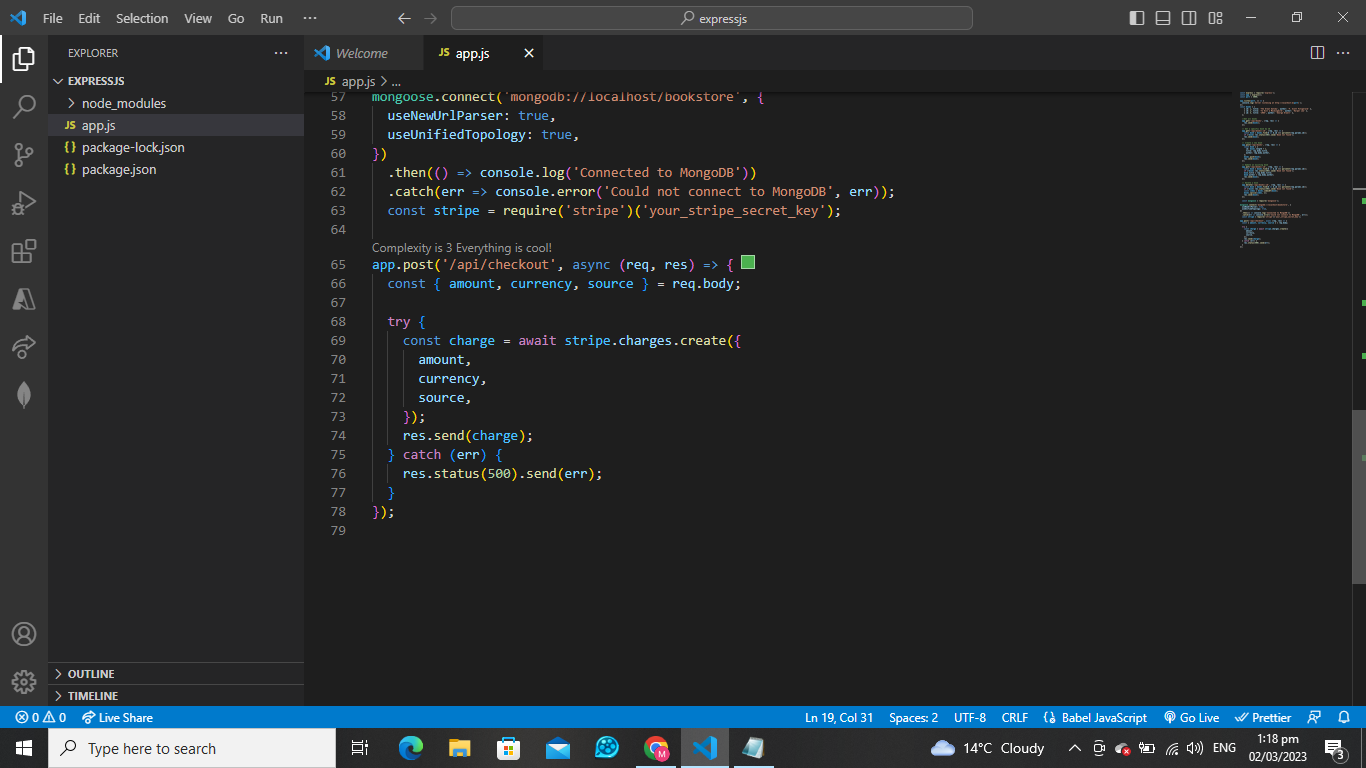 File Edit Selection View Go Run ···
expressjs
EXPLORER
Welcome
JS app.js
EXPRESSJS
JS app.js > ...
node_modules
JS app.js
{} package-lock.json
{} package.json
57 mongoose.connect('mongodb://localhost/bookstore', {
58 useNewUrlParser: true,
59 useUnifiedTopology: true,
60 })
61 .then(() => console.log('Connected to MongoDB'))
62 .catch(err => console.error('Could not connect to MongoDB', err));
63 const stripe = require('stripe')('your_stripe_secret_key');
64
Complexity is 3 Everything is cool!
65 app.post('/api/checkout', async (req, res) => {
66 const { amount, currency, source } = req.body;
67
68 try {
69 const charge = await stripe.charges.create({
70 amount,
71 currency,
72 source,
73 });
74 res.send(charge);
75 } catch (err) {
76 res.status(500).send(err);
77 }
78 });
79
OUTLINE
TIMELINE
0 0 Live Share
Ln 19, Col 31 Spaces: 2 UTF-8 CRLF {} Babel JavaScript Go Live Prettier
Type here to search
14°C Cloudy
ENG
1:18 pm
02/03/2023
3
M